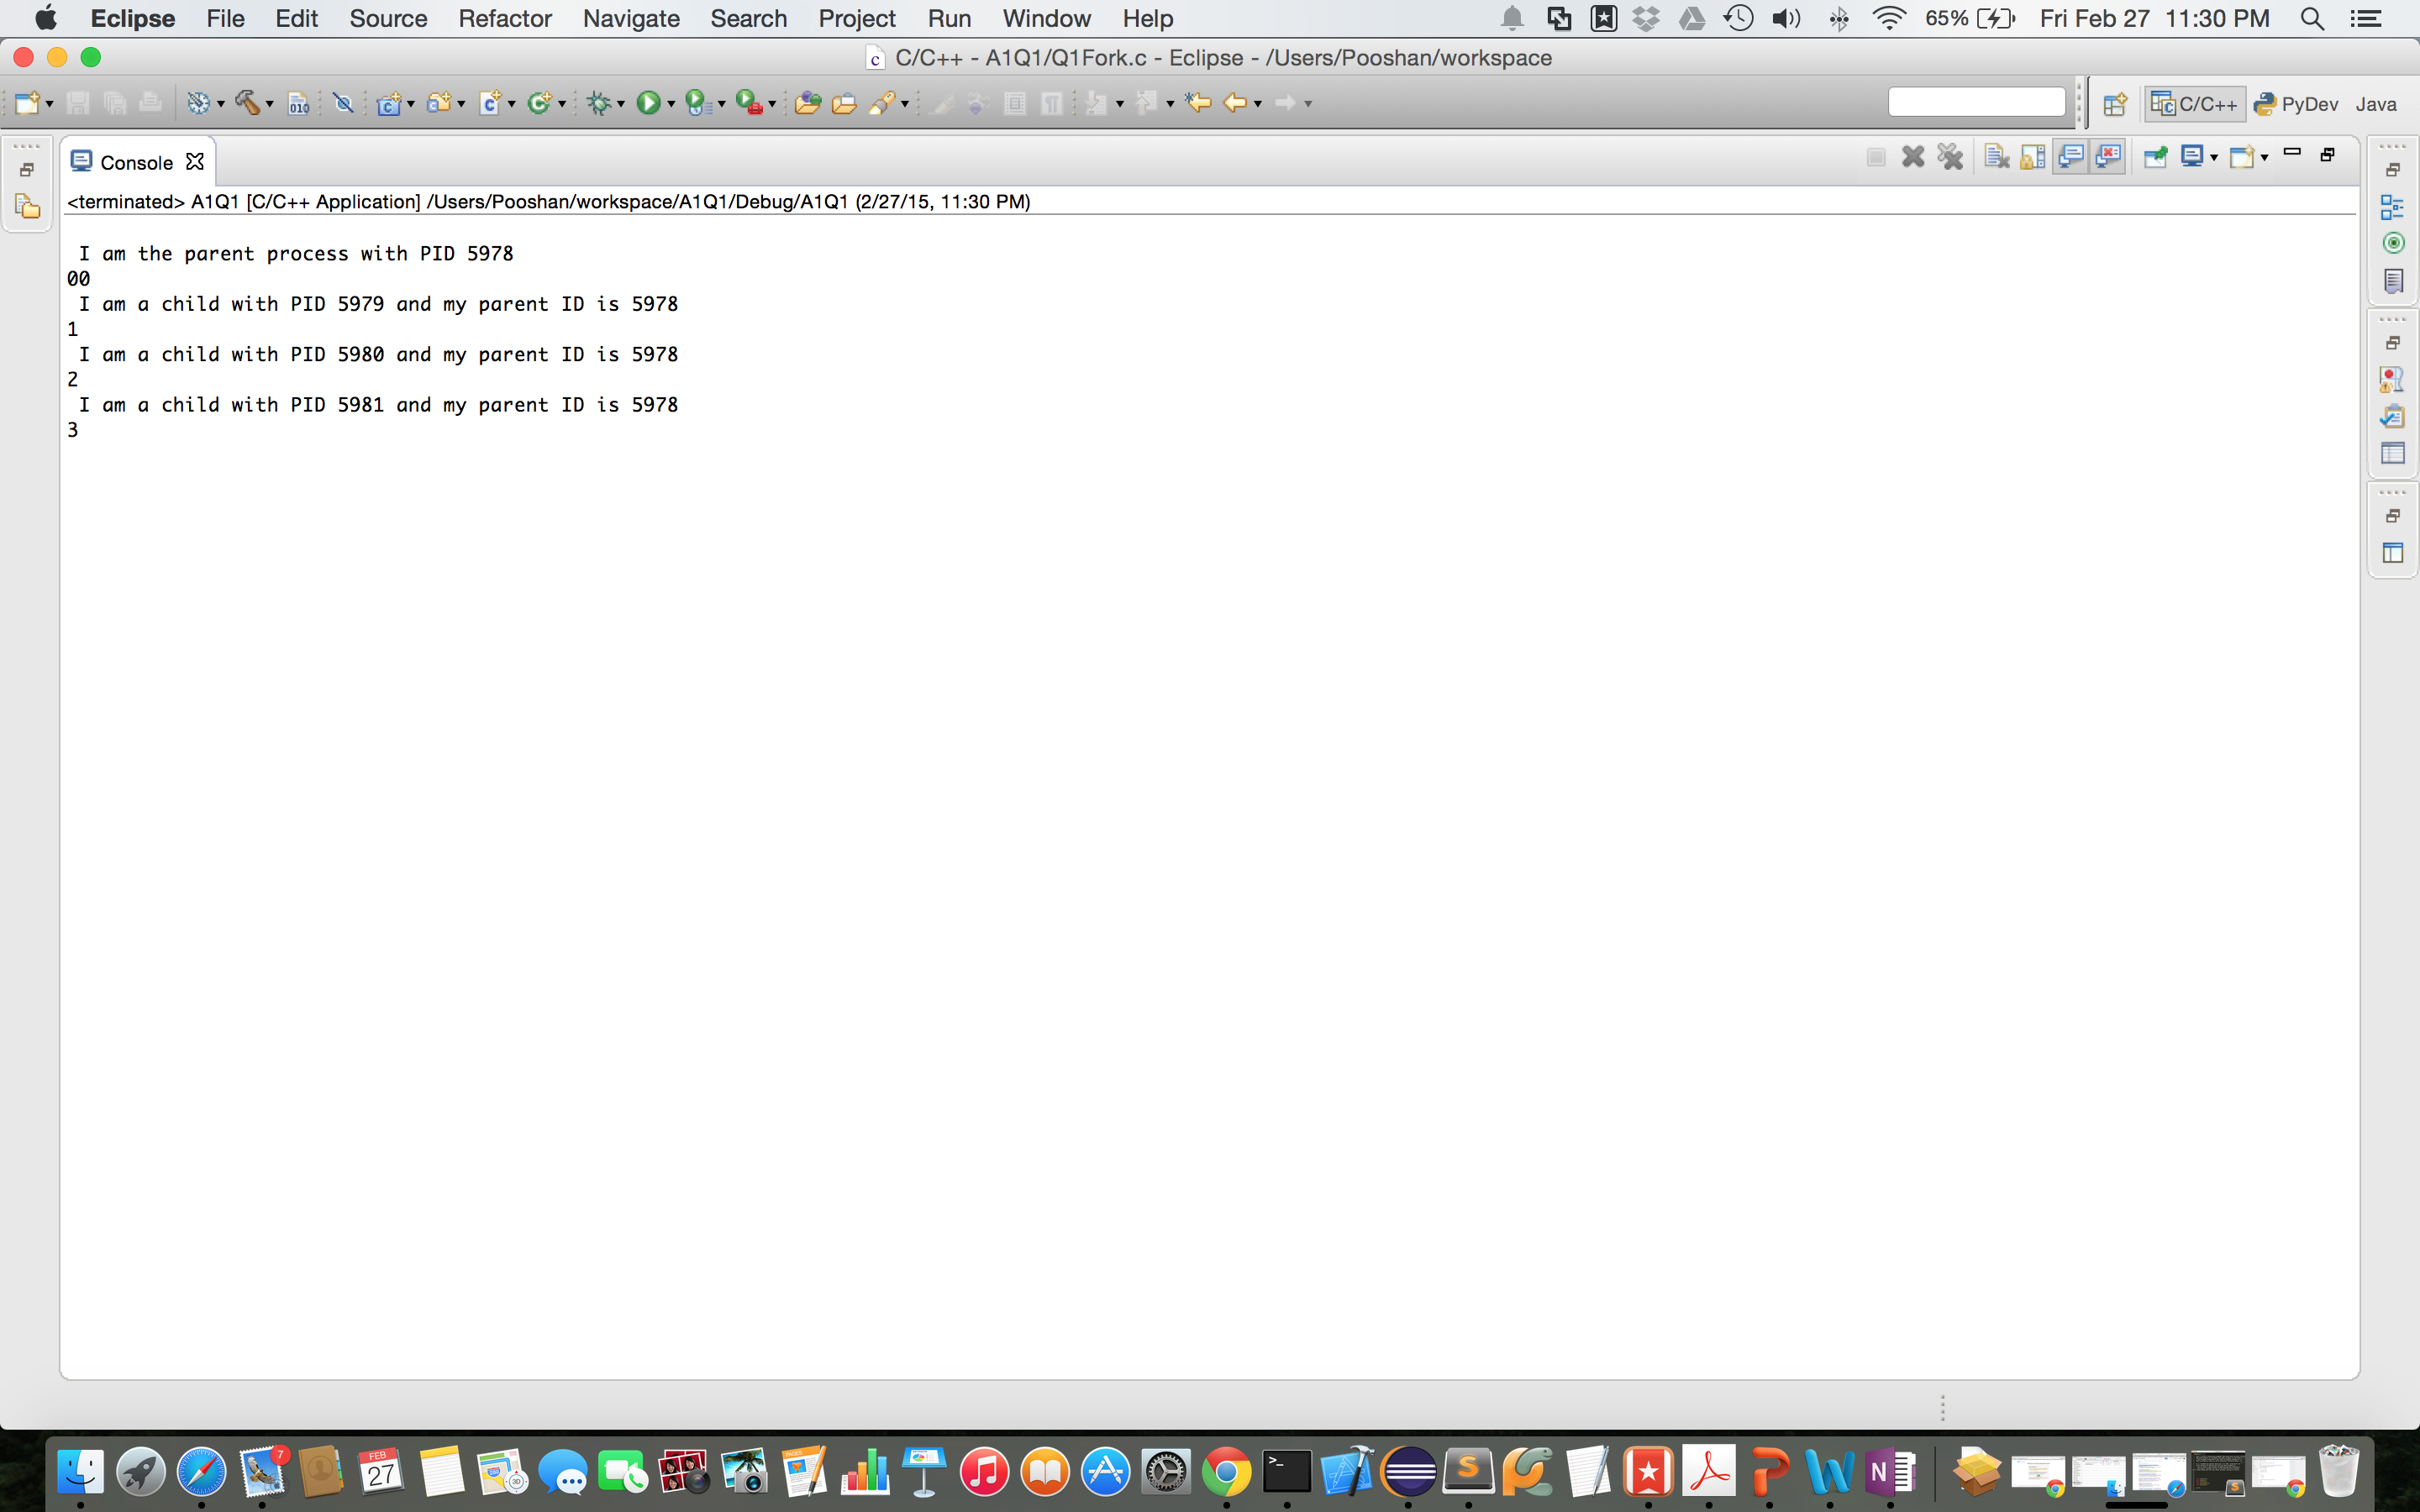 Eclipse File Edit Source Refactor Navigate Search Project Run Window Help 65% Fri Feb 27 11:30 PM
C/C++ - A1Q1/Q1Fork.c - Eclipse - /Users/Pooshan/workspace
010 C/C++ PyDev Java
Console
<terminated> A1Q1 [C/C++ Application] /Users/Pooshan/workspace/A1Q1/Debug/A1Q1 (2/27/15, 11:30 PM)
I am the parent process with PID 5978
00
I am a child with PID 5979 and my parent ID is 5978
1
I am a child with PID 5980 and my parent ID is 5978
2
I am a child with PID 5981 and my parent ID is 5978
3
7
FEB
27